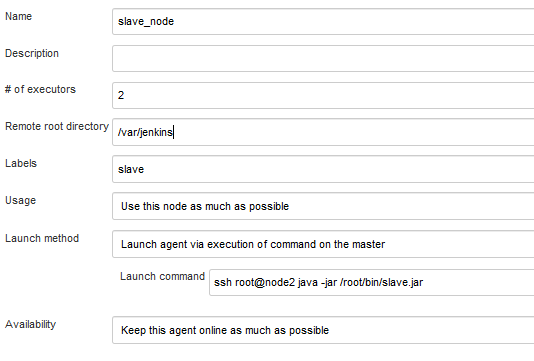 Name slave_node
Description
# of executors 2
Remote root directory /var/jenkins
Labels slave
Usage Use this node as much as possible
Launch method Launch agent via execution of command on the master
Launch command ssh root@node2 java -jar /root/bin/slave.jar
Availability Keep this agent online as much as possible